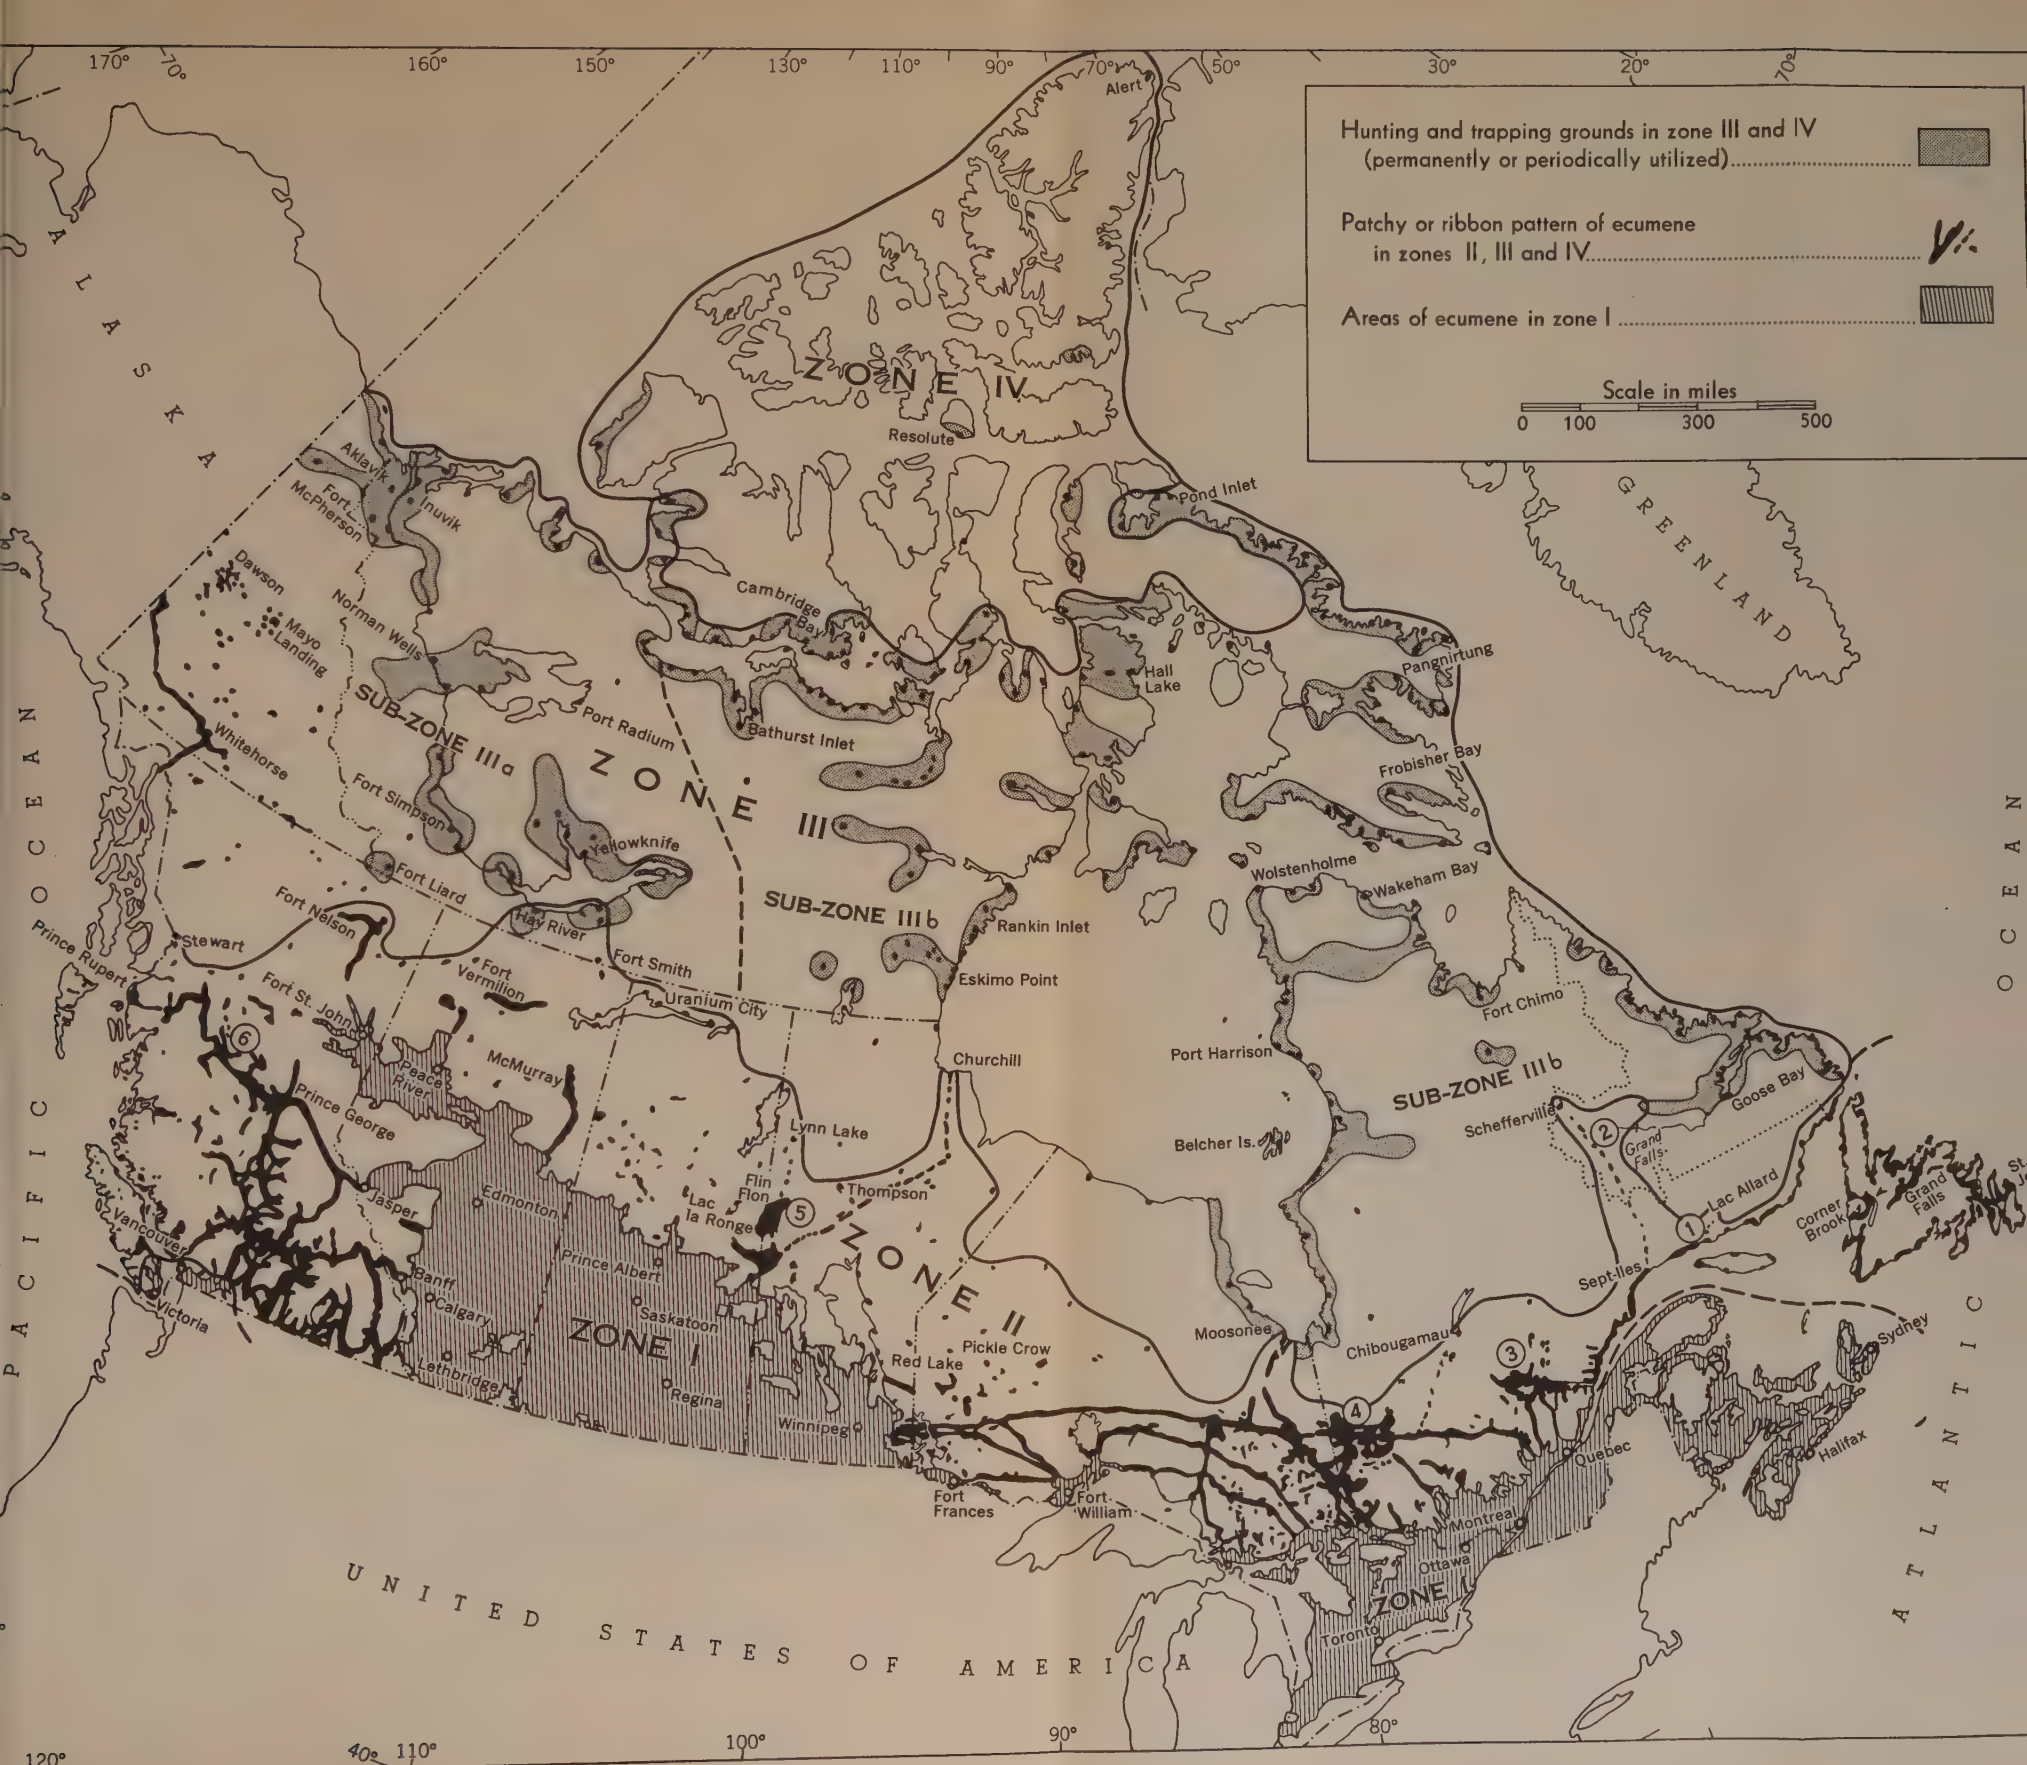 170° 70° 160° 150° 130° 110° 90° 70° 50° 30° 20° 70°
Alert
Hunting and trapping grounds in zone III and IV
(permanently or periodically utilized)
Patchy or ribbon pattern of ecumene
in zones II, III and IV
Areas of ecumene in zone I
Scale in miles
0 100 300 500
ALASKA
ZONE IV
Resolute
GREENLAND
Pond Inlet
Aklavik
Fort McPherson
Inuvik
Dawson
Mayo Landing
Norman Wells
Cambridge Bay
Hall Lake
Pangnirtung
SUB-ZONE IIIa
Port Radium
Bathurst Inlet
ZONE III
Whitehorse
Frobisher Bay
Fort Simpson
Yellowknife
Wolstenholme
Wakeham Bay
Fort Liard
SUB-ZONE IIIb
Rankin Inlet
Fort Nelson
Hay River
Stewart
Prince Rupert
Fort Smith
Fort Vermilion
Eskimo Point
Fort Chimo
Uranium City
Fort St. John
6
Churchill
Port Harrison
SUB-ZONE IIIb
McMurray
Peace River
Prince George
Goose Bay
Schefferville
2
Grand Falls
Lynn Lake
Belcher Is.
Flin Flon
Thompson
Lac la Ronge
5
Jasper
Edmonton
Lac Allard
1
Corner Brook
Grand Falls
St.
Vancouver
Prince Albert
ZONE II
Sept-Iles
Banff
Calgary
Saskatoon
Victoria
ZONE I
Moosonee
Chibougamau
3
Sydney
Pickle Crow
Red Lake
Lethbridge
Regina
Winnipeg
4
Quebec
Halifax
Fort Frances
Fort William
Montreal
Ottawa
ZONE I
Toronto
PACIFIC OCEAN
ATLANTIC OCEAN
UNITED STATES OF AMERICA
120° 40° 110° 100° 90° 80°